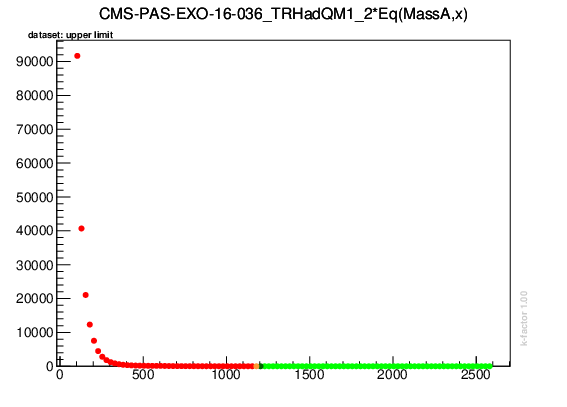 CMS-PAS-EXO-16-036_TRHadQM1_2*Eq(MassA,x)
dataset: upper limit
90000
80000
70000
60000
50000
40000
30000
20000
10000
0
0 500 1000 1500 2000 2500
k-factor 1.00